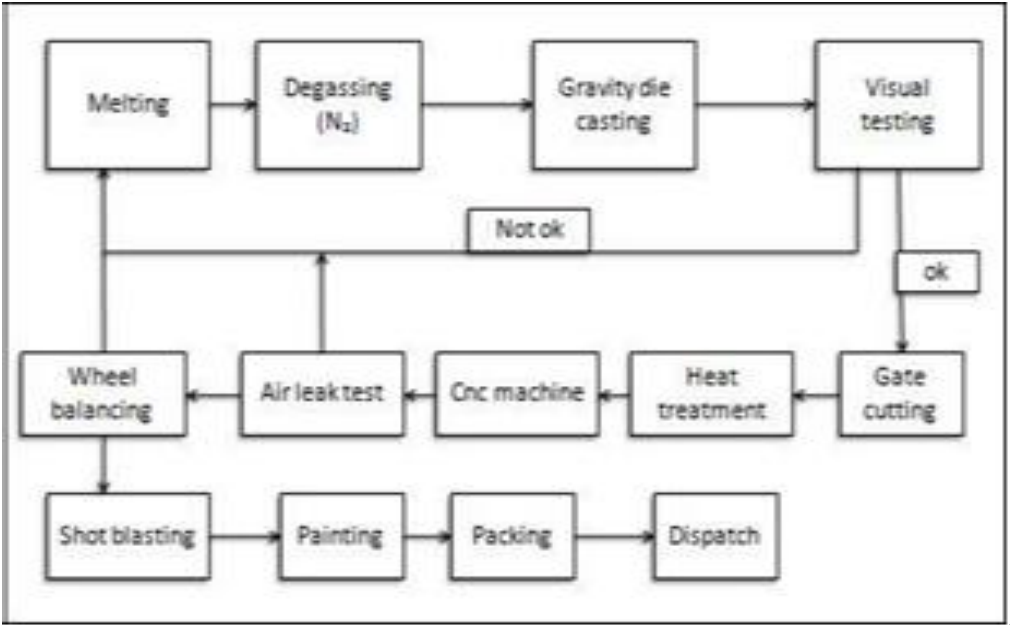 Melting
Degassing
(N₂)
Gravity die
casting
Visual
testing
Not ok
ok
Wheel
balancing
Air leak test
Cnc machine
Heat
treatment
Gate
cutting
Shot blasting
Painting
Packing
Dispatch